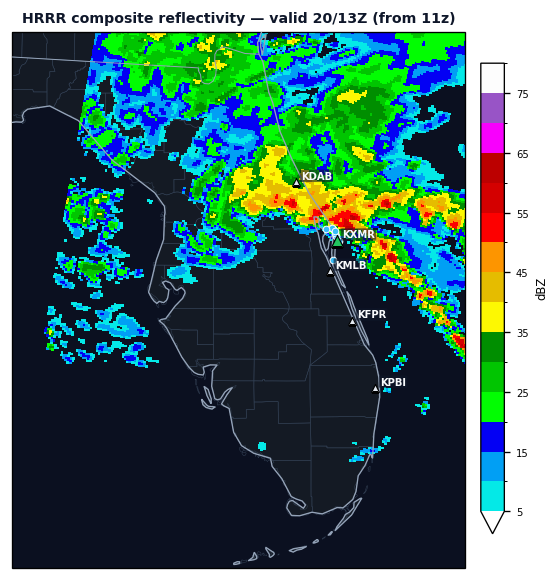 HRRR composite reflectivity — valid 20/13Z (from 11z)
75
65
55
45
35
25
15
5
dBZ
KDAB
KXMR
KMLB
KFPR
KPBI